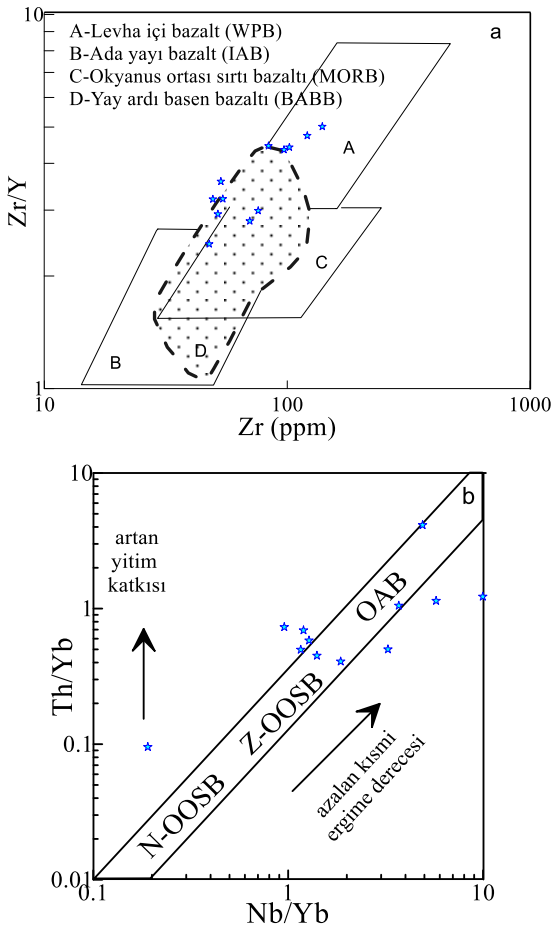 10
a
A-Levha içi bazalt (WPB)
B-Ada yayı bazalt (IAB)
C-Okyanus ortası sırtı bazaltı (MORB)
D-Yay ardı basen bazaltı (BABB)
A
Zr/Y
C
D
B
1
10
100
1000
Zr (ppm)
10
b
artan
yitim
katkısı
OAB
1
Th/Yb
Z-OOSB
0.1
azalan kısmi
ergime derecesi
N-OOSB
0.01
0.1
1
10
Nb/Yb